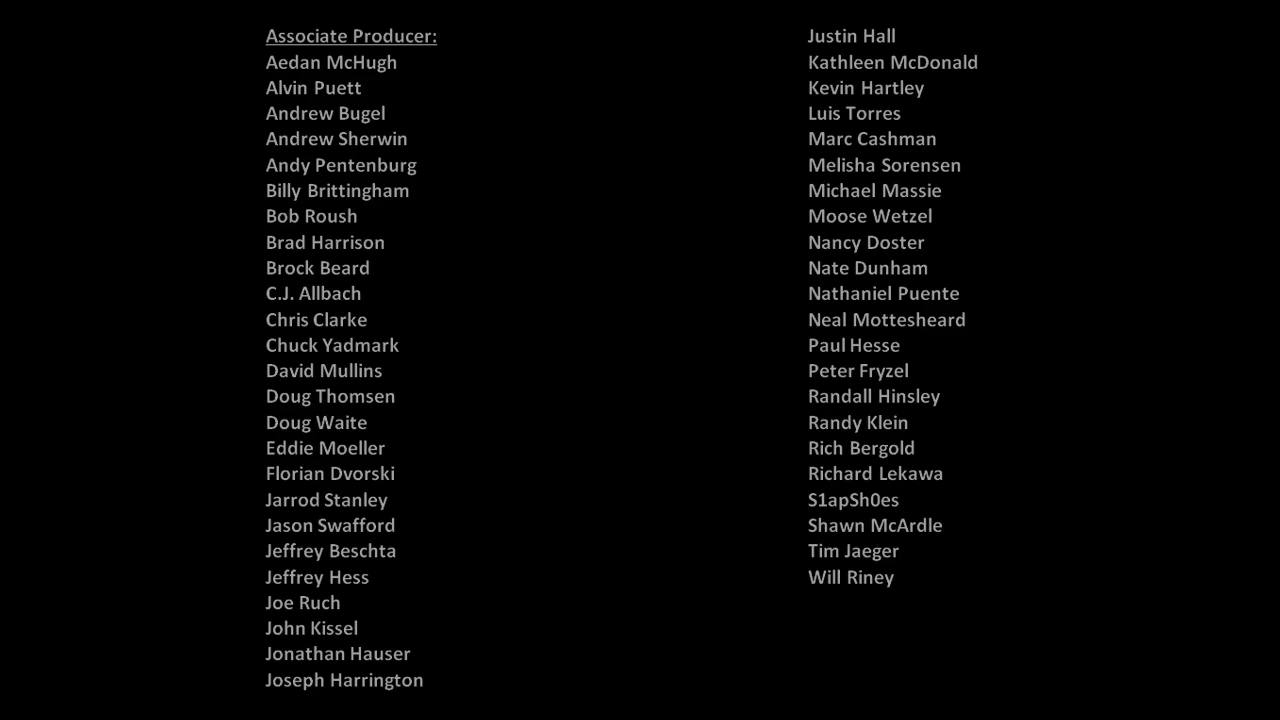 Associate Producer:
Aedan McHugh
Alvin Puett
Andrew Bugel
Andrew Sherwin
Andy Pentenburg
Billy Brittingham
Bob Roush
Brad Harrison
Brock Beard
C.J. Allbach
Chris Clarke
Chuck Yadmark
David Mullins
Doug Thomsen
Doug Waite
Eddie Moeller
Florian Dvorski
Jarrod Stanley
Jason Swafford
Jeffrey Beschta
Jeffrey Hess
Joe Ruch
John Kissel
Jonathan Hauser
Joseph Harrington
Justin Hall
Kathleen McDonald
Kevin Hartley
Luis Torres
Marc Cashman
Melisha Sorensen
Michael Massie
Moose Wetzel
Nancy Doster
Nate Dunham
Nathaniel Puente
Neal Mottesheard
Paul Hesse
Peter Fryzel
Randall Hinsley
Randy Klein
Rich Bergold
Richard Lekawa
S1apSh0es
Shawn McArdle
Tim Jaeger
Will Riney